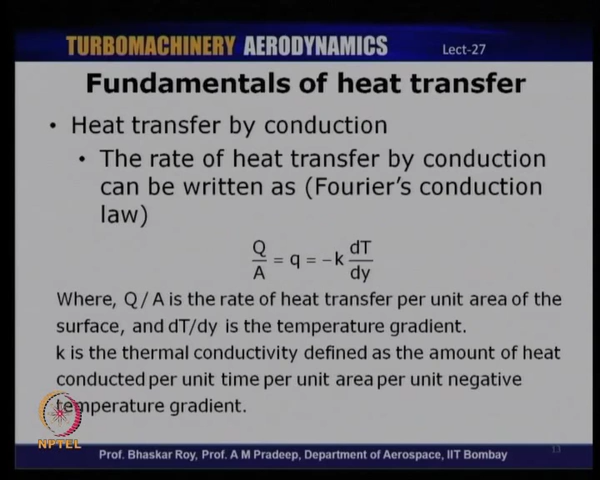 TURBOMACHINERY AERODYNAMICS Lect-27
Fundamentals of heat transfer
• Heat transfer by conduction
• The rate of heat transfer by conduction
can be written as (Fourier's conduction
law)
Q/A = q = -k dT/dy
Where, Q / A is the rate of heat transfer per unit area of the
surface, and dT/dy is the temperature gradient.
k is the thermal conductivity defined as the amount of heat
conducted per unit time per unit area per unit negative
temperature gradient.
NPTEL
Prof. Bhaskar Roy, Prof. A M Pradeep, Department of Aerospace, IIT Bombay
13